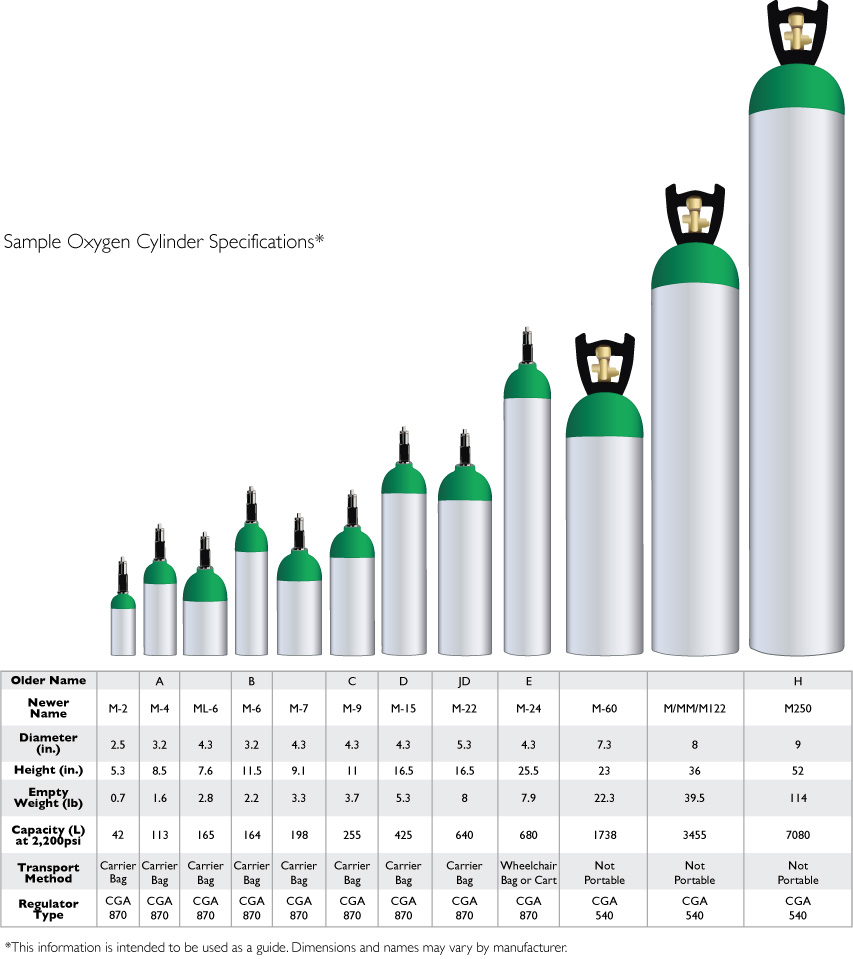 Sample Oxygen Cylinder Specifications*
Older Name A B C D JD E H
Newer Name M-2 M-4 ML-6 M-6 M-7 M-9 M-15 M-22 M-24 M-60 M/MM/M122 M250
Diameter (in.) 2.5 3.2 4.3 3.2 4.3 4.3 4.3 5.3 4.3 7.3 8 9
Height (in.) 5.3 8.5 7.6 11.5 9.1 11 16.5 16.5 25.5 23 36 52
Empty Weight (lb) 0.7 1.6 2.8 2.2 3.3 3.7 5.3 8 7.9 22.3 39.5 114
Capacity (L) at 2,200psi 42 113 165 164 198 255 425 640 680 1738 3455 7080
Transport Method Carrier Bag Carrier Bag Carrier Bag Carrier Bag Carrier Bag Carrier Bag Carrier Bag Carrier Bag Wheelchair Bag or Cart Not Portable Not Portable Not Portable
Regulator Type CGA 870 CGA 870 CGA 870 CGA 870 CGA 870 CGA 870 CGA 870 CGA 870 CGA 870 CGA 540 CGA 540 CGA 540
*This information is intended to be used as a guide. Dimensions and names may vary by manufacturer.